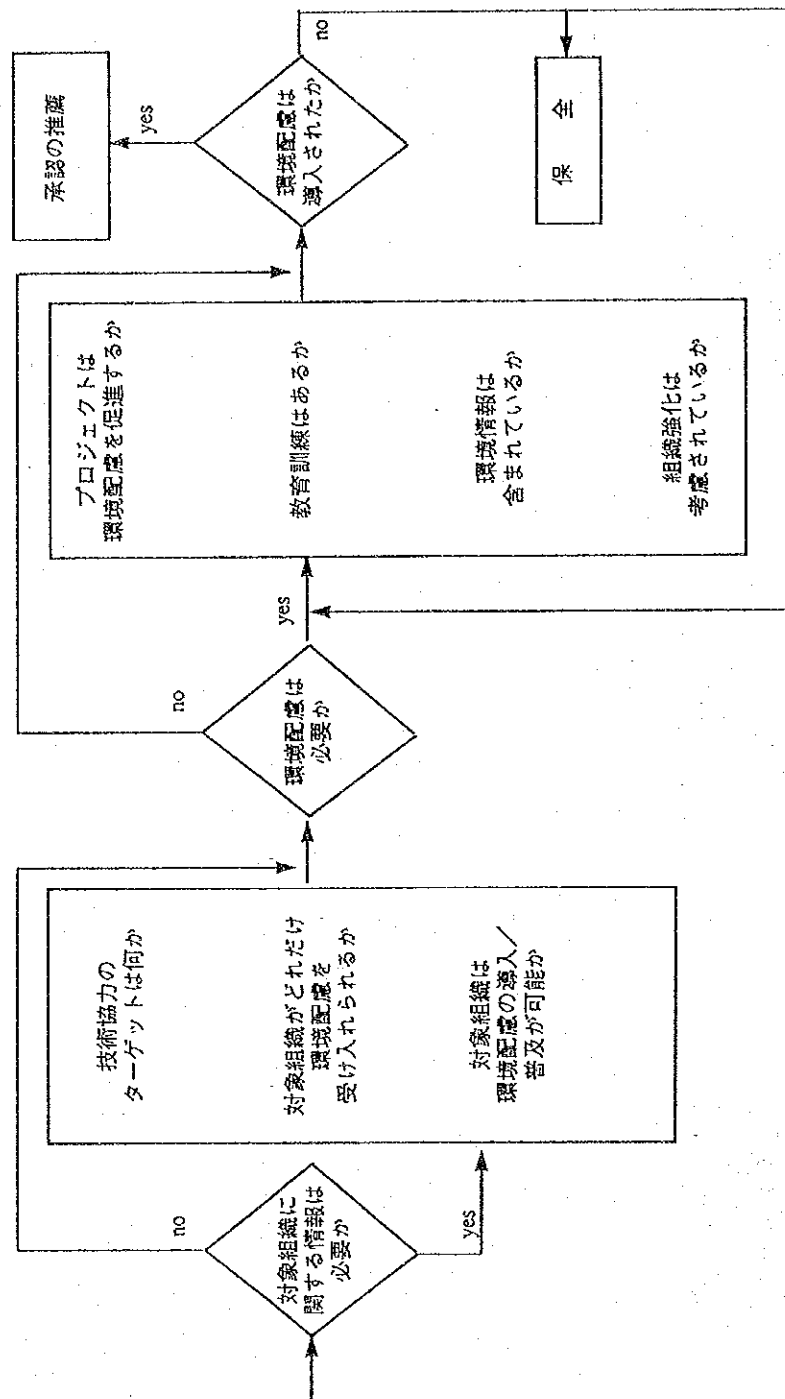 対象組織に
関する情報は
必要か
no
yes
技術協力の
ターゲットは何か
対象組織がどれだけ
環境配慮を
受け入れられるか
対象組織は
環境配慮の導入／
普及が可能か
環境配慮は
必要か
no
yes
プロジェクトは
環境配慮を促進するか
教育訓練はあるか
環境情報は
含まれているか
組織強化は
考慮されているか
環境配慮は
導入されたか
yes
no
承認の推薦
保全